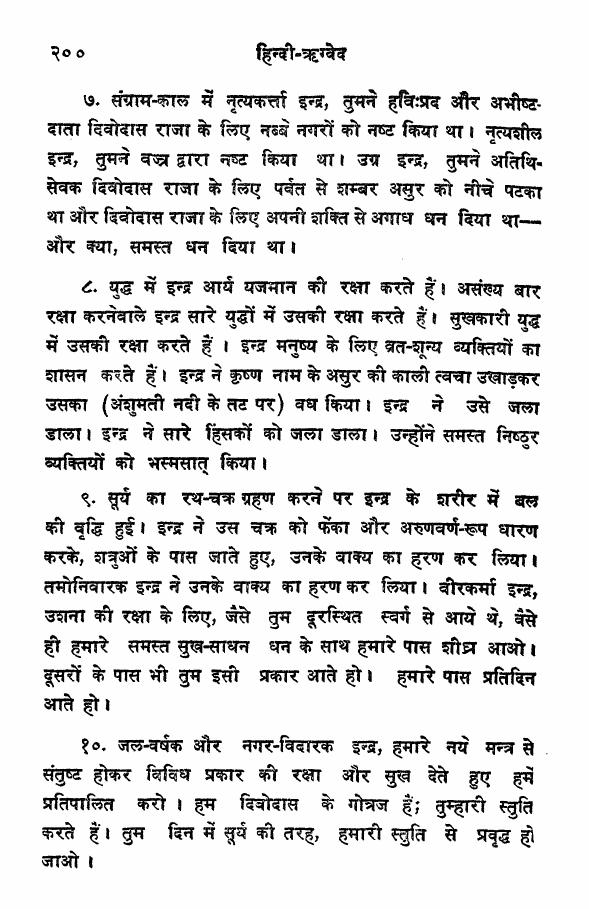 २०० हिन्दी-ऋग्वेद
७. संग्राम-काल में नृत्यकर्त्ता इन्द्र, तुमने हविःप्रद और अभीष्ट-
दाता दिवोदास राजा के लिए नब्बे नगरों को नष्ट किया था। नृत्यशील
इन्द्र, तुमने वज्र द्वारा नष्ट किया था। उग्र इन्द्र, तुमने अतिथि-
सेवक दिवोदास राजा के लिए पर्वत से शम्बर असुर को नीचे पटका
था और दिवोदास राजा के लिए अपनी शक्ति से अगाध धन दिया था—
और क्या, समस्त धन दिया था।
८. युद्ध में इन्द्र आर्य यजमान की रक्षा करते हैं। असंख्य बार
रक्षा करनेवाले इन्द्र सारे युद्धों में उसकी रक्षा करते हैं। सुखकारी युद्ध
में उसकी रक्षा करते हैं । इन्द्र मनुष्य के लिए व्रत-शून्य व्यक्तियों का
शासन करते हैं। इन्द्र ने कृष्ण नाम के असुर की काली त्वचा उखाड़कर
उसका (अंशुमती नदी के तट पर) वध किया। इन्द्र ने उसे जला
डाला। इन्द्र ने सारे हिंसकों को जला डाला। उन्होंने समस्त निष्ठुर
व्यक्तियों को भस्मसात् किया।
९. सूर्य का रथ-चक्र ग्रहण करने पर इन्द्र के शरीर में बल
की वृद्धि हुई। इन्द्र ने उस चक्र को फेंका और अरुणवर्ण-रूप धारण
करके, शत्रुओं के पास जाते हुए, उनके वाक्य का हरण कर लिया।
तमोनिवारक इन्द्र ने उनके वाक्य का हरण कर लिया। वीरकर्मा इन्द्र,
उशना की रक्षा के लिए, जैसे तुम दूरस्थित स्वर्ग से आये थे, वैसे
ही हमारे समस्त सुख-साधन धन के साथ हमारे पास शीघ्र आओ।
दूसरों के पास भी तुम इसी प्रकार आते हो। हमारे पास प्रतिदिन
आते हो।
१०. जल-वर्षक और नगर-विदारक इन्द्र, हमारे नये मन्त्र से
संतुष्ट होकर विविध प्रकार की रक्षा और सुख देते हुए हमें
प्रतिपालित करो । हम दिवोदास के गोत्रज हैं; तुम्हारी स्तुति
करते हैं। तुम दिन में सूर्य की तरह, हमारी स्तुति से प्रवृद्ध हो
जाओ ।